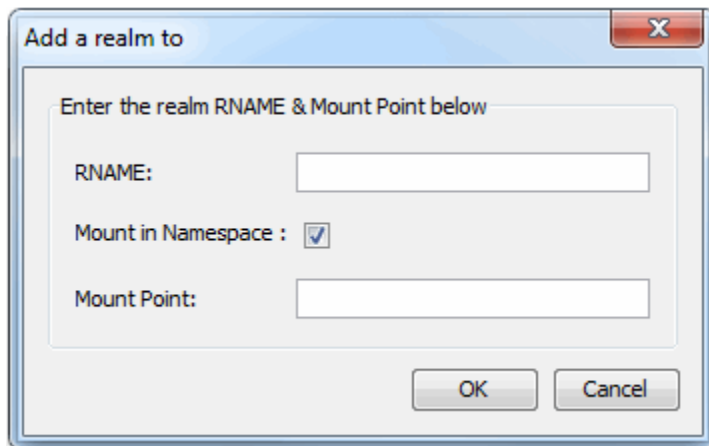 Add a realm to
Enter the realm RNAME & Mount Point below
RNAME:
Mount in Namespace :
Mount Point:
OK Cancel